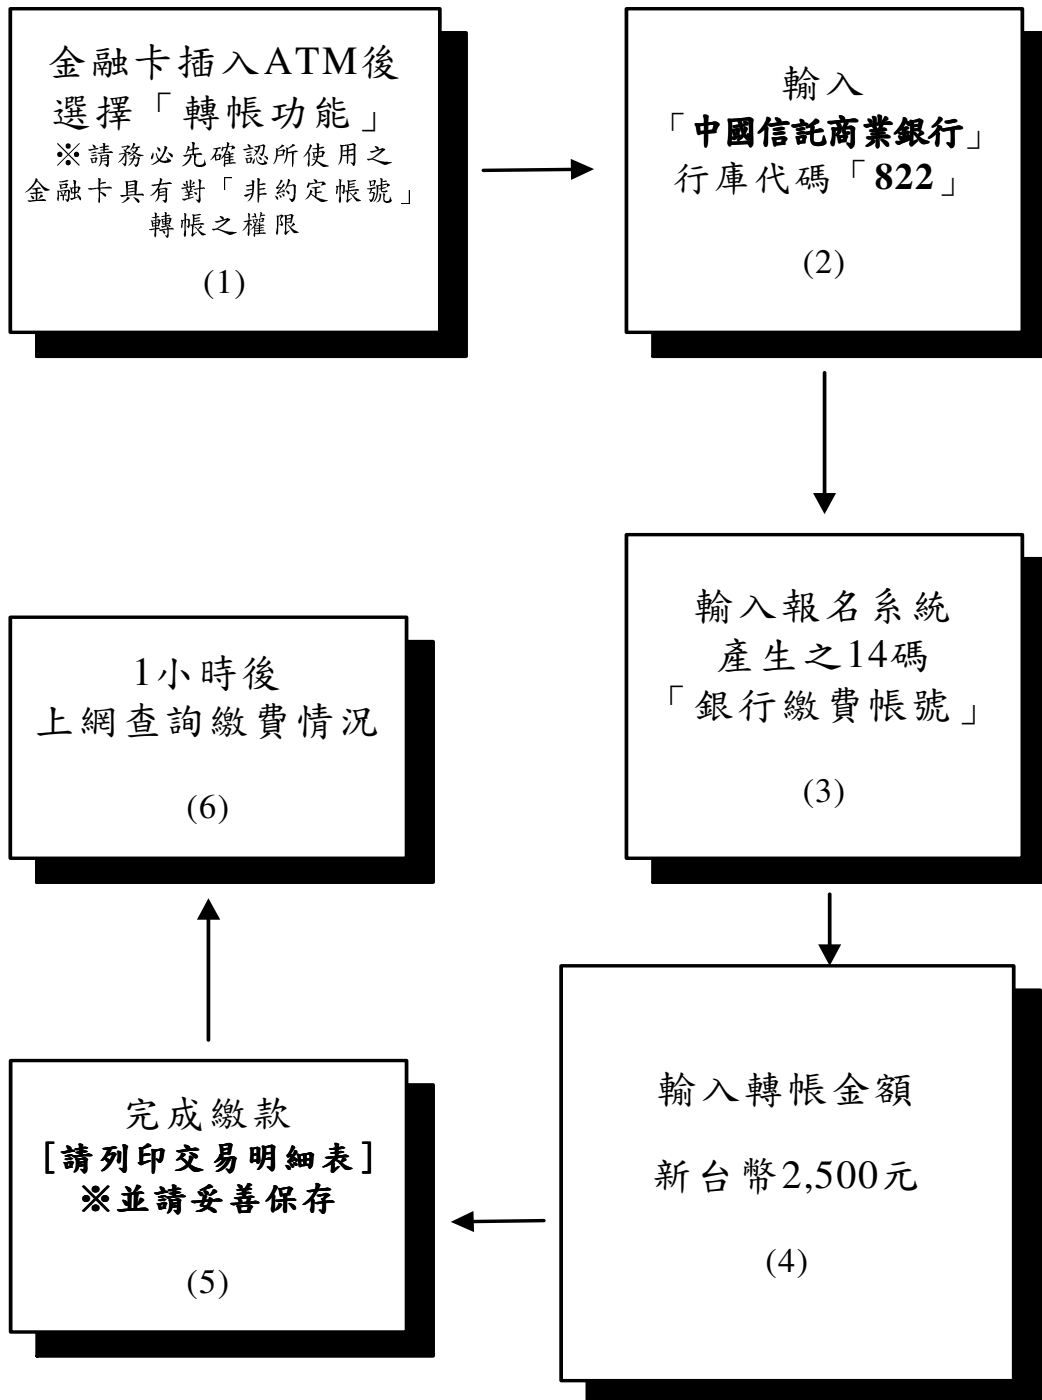 金融卡插入ATM後
選擇「轉帳功能」
※請務必先確認所使用之
金融卡具有對「非約定帳號」
轉帳之權限
(1)
輸入
「中國信託商業銀行」
行庫代碼「822」
(2)
輸入報名系統
產生之14碼
「銀行繳費帳號」
(3)
輸入轉帳金額
新台幣2,500元
(4)
完成繳款
[請列印交易明細表]
※並請妥善保存
(5)
1小時後
上網查詢繳費情況
(6)